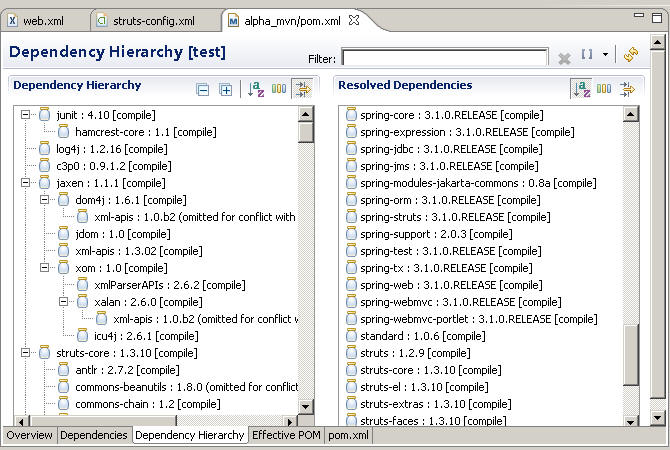 web.xml
struts-config.xml
alpha_mvn/pom.xml
Dependency Hierarchy [test]
Filter:
Dependency Hierarchy
junit : 4.10 [compile]
hamcrest-core : 1.1 [compile]
log4j : 1.2.16 [compile]
c3p0 : 0.9.1.2 [compile]
jaxen : 1.1.1 [compile]
dom4j : 1.6.1 [compile]
xml-apis : 1.0.b2 (omitted for conflict with
jdom : 1.0 [compile]
xml-apis : 1.3.02 [compile]
xom : 1.0 [compile]
xmlParserAPIs : 2.6.2 [compile]
xalan : 2.6.0 [compile]
xml-apis : 1.0.b2 (omitted for conflict w
icu4j : 2.6.1 [compile]
struts-core : 1.3.10 [compile]
antlr : 2.7.2 [compile]
commons-beanutils : 1.8.0 (omitted for conflict
commons-chain : 1.2 [compile]
Resolved Dependencies
spring-core : 3.1.0.RELEASE [compile]
spring-expression : 3.1.0.RELEASE [compile]
spring-jdbc : 3.1.0.RELEASE [compile]
spring-jms : 3.1.0.RELEASE [compile]
spring-modules-jakarta-commons : 0.8a [compile]
spring-orm : 3.1.0.RELEASE [compile]
spring-struts : 3.1.0.RELEASE [compile]
spring-support : 2.0.3 [compile]
spring-test : 3.1.0.RELEASE [compile]
spring-tx : 3.1.0.RELEASE [compile]
spring-web : 3.1.0.RELEASE [compile]
spring-webmvc : 3.1.0.RELEASE [compile]
spring-webmvc-portlet : 3.1.0.RELEASE [compile]
standard : 1.0.6 [compile]
struts : 1.2.9 [compile]
struts-core : 1.3.10 [compile]
struts-el : 1.3.10 [compile]
struts-extras : 1.3.10 [compile]
struts-faces : 1.3.10 [compile]
Overview
Dependencies
Dependency Hierarchy
Effective POM
pom.xml